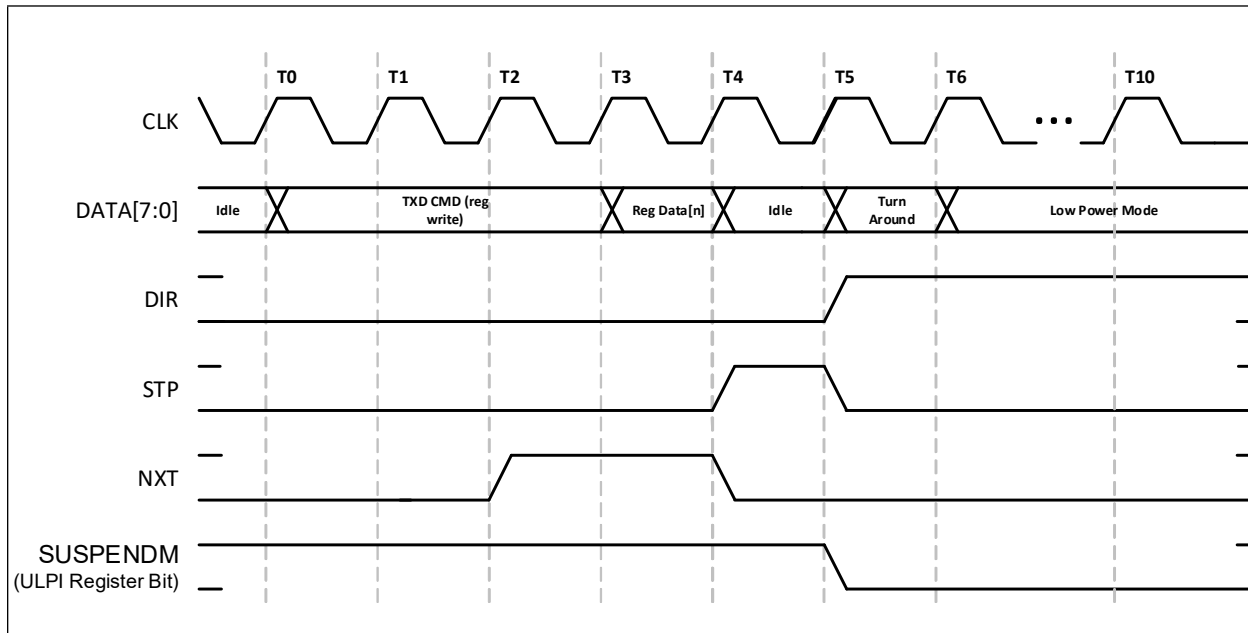 T0 T1 T2 T3 T4 T5 T6 T10
CLK
...
DATA[7:0]
Idle
TXD CMD (reg
write)
Reg Data[n]
Idle
Turn
Around
Low Power Mode
DIR
STP
NXT
SUSPENDM
(ULPI Register Bit)